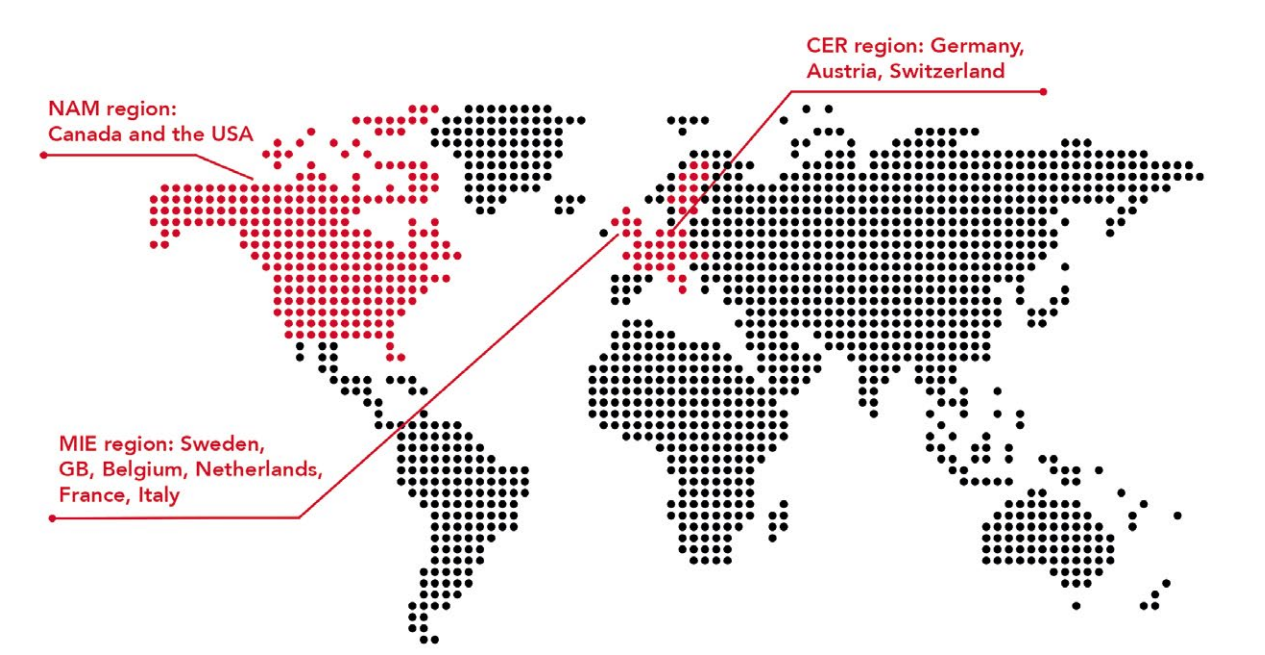 CER region: Germany,
Austria, Switzerland
NAM region:
Canada and the USA
MIE region: Sweden,
GB, Belgium, Netherlands,
France, Italy